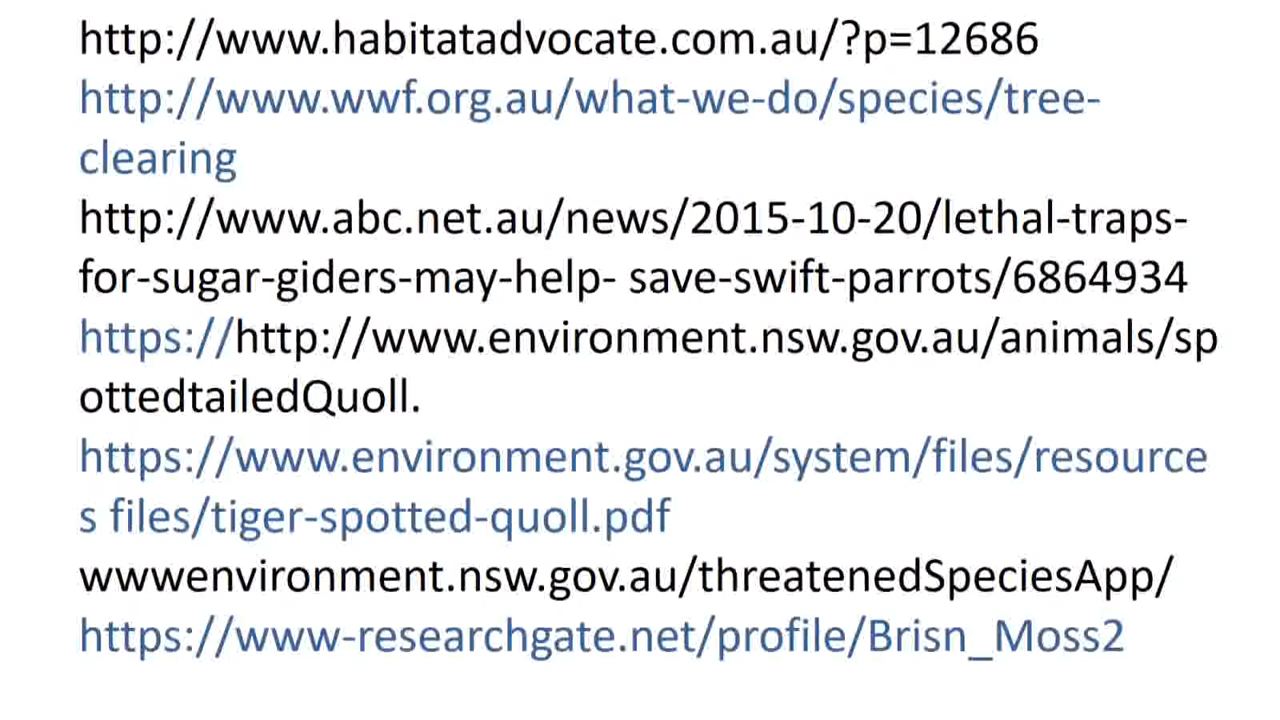 http://www.habitatadvocate.com.au/?p=12686
http://www.wwf.org.au/what-we-do/species/tree-
clearing
http://www.abc.net.au/news/2015-10-20/lethal-traps-
for-sugar-giders-may-help- save-swift-parrots/6864934
https://http://www.environment.nsw.gov.au/animals/sp
ottedtailedQuoll.
https://www.environment.gov.au/system/files/resource
s files/tiger-spotted-quoll.pdf
wwwenvironment.nsw.gov.au/threatenedSpeciesApp/
https://www-researchgate.net/profile/Brisn_Moss2